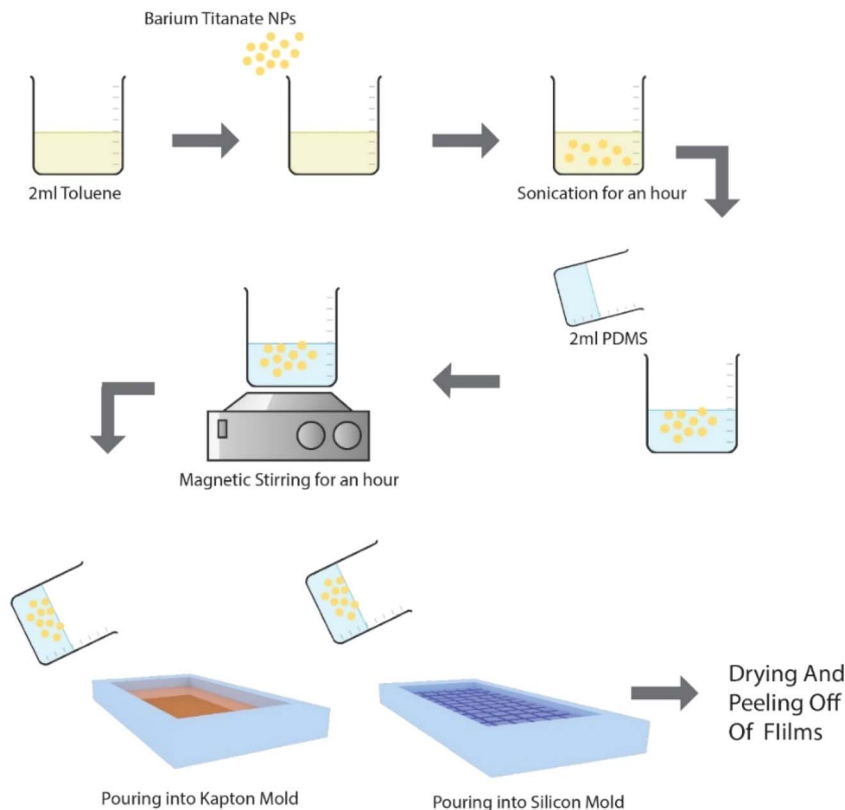 Barium Titanate NPs
2ml Toluene
Sonication for an hour
2ml PDMS
Magnetic Stirring for an hour
Pouring into Kapton Mold
Pouring into Silicon Mold
Drying And
Peeling Off
Of Flilms